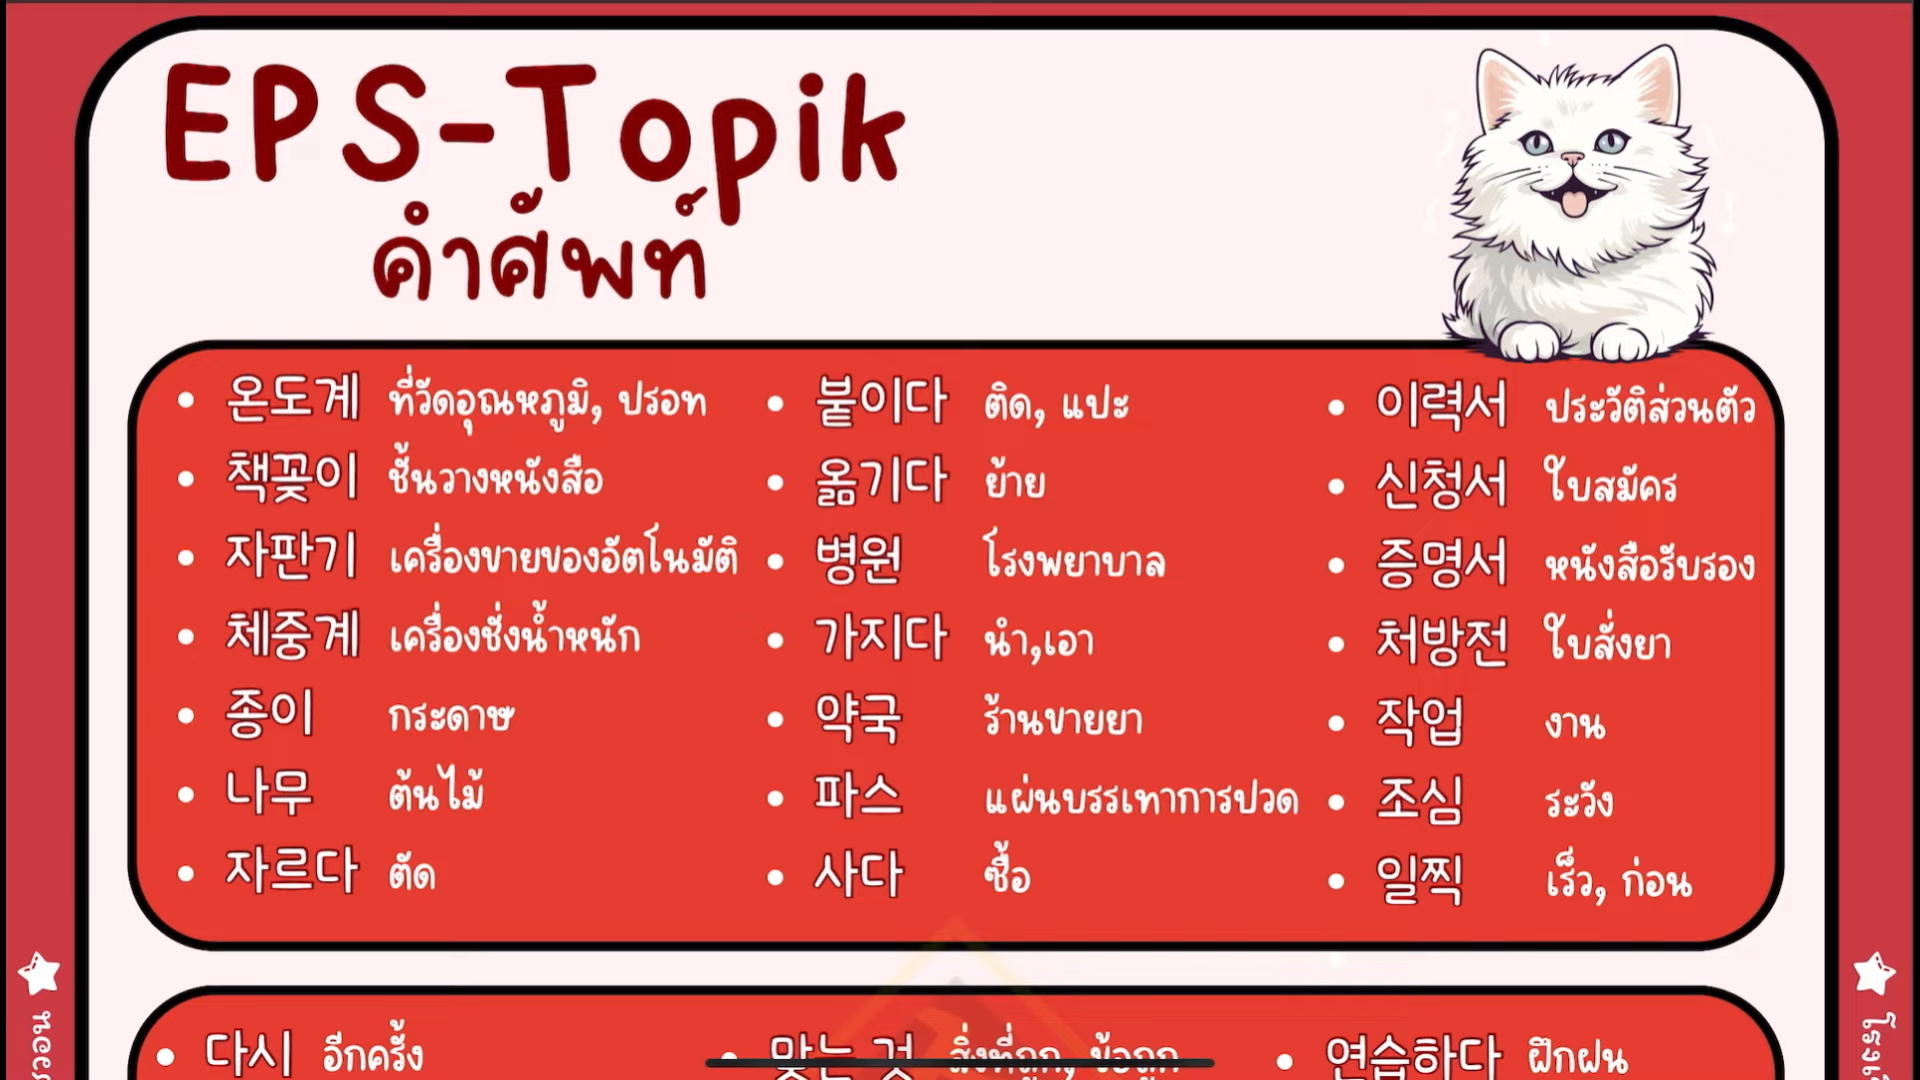 EPS-Topik
คำศัพท์
온도계 ที่วัดอุณหภูมิ, ปรอท
책꽂이 ชั้นวางหนังสือ
자판기 เครื่องขายของอัตโนมัติ
체중계 เครื่องชั่งน้ำหนัก
종이 กระดาษ
나무 ต้นไม้
자르다 ตัด
붙이다 ติด, แปะ
옮기다 ย้าย
병원 โรงพยาบาล
가지다 นำ,เอา
약국 ร้านขายยา
파스 แผ่นบรรเทาการปวด
사다 ซื้อ
이력서 ประวัติส่วนตัว
신청서 ใบสมัคร
증명서 หนังสือรับรอง
처방전 ใบสั่งยา
작업 งาน
조심 ระวัง
일찍 เร็ว, ก่อน
다시 อีกครั้ง
맞는 것 สิ่งที่ถูก, ข้อถูก
연습하다 ฝึกฝน